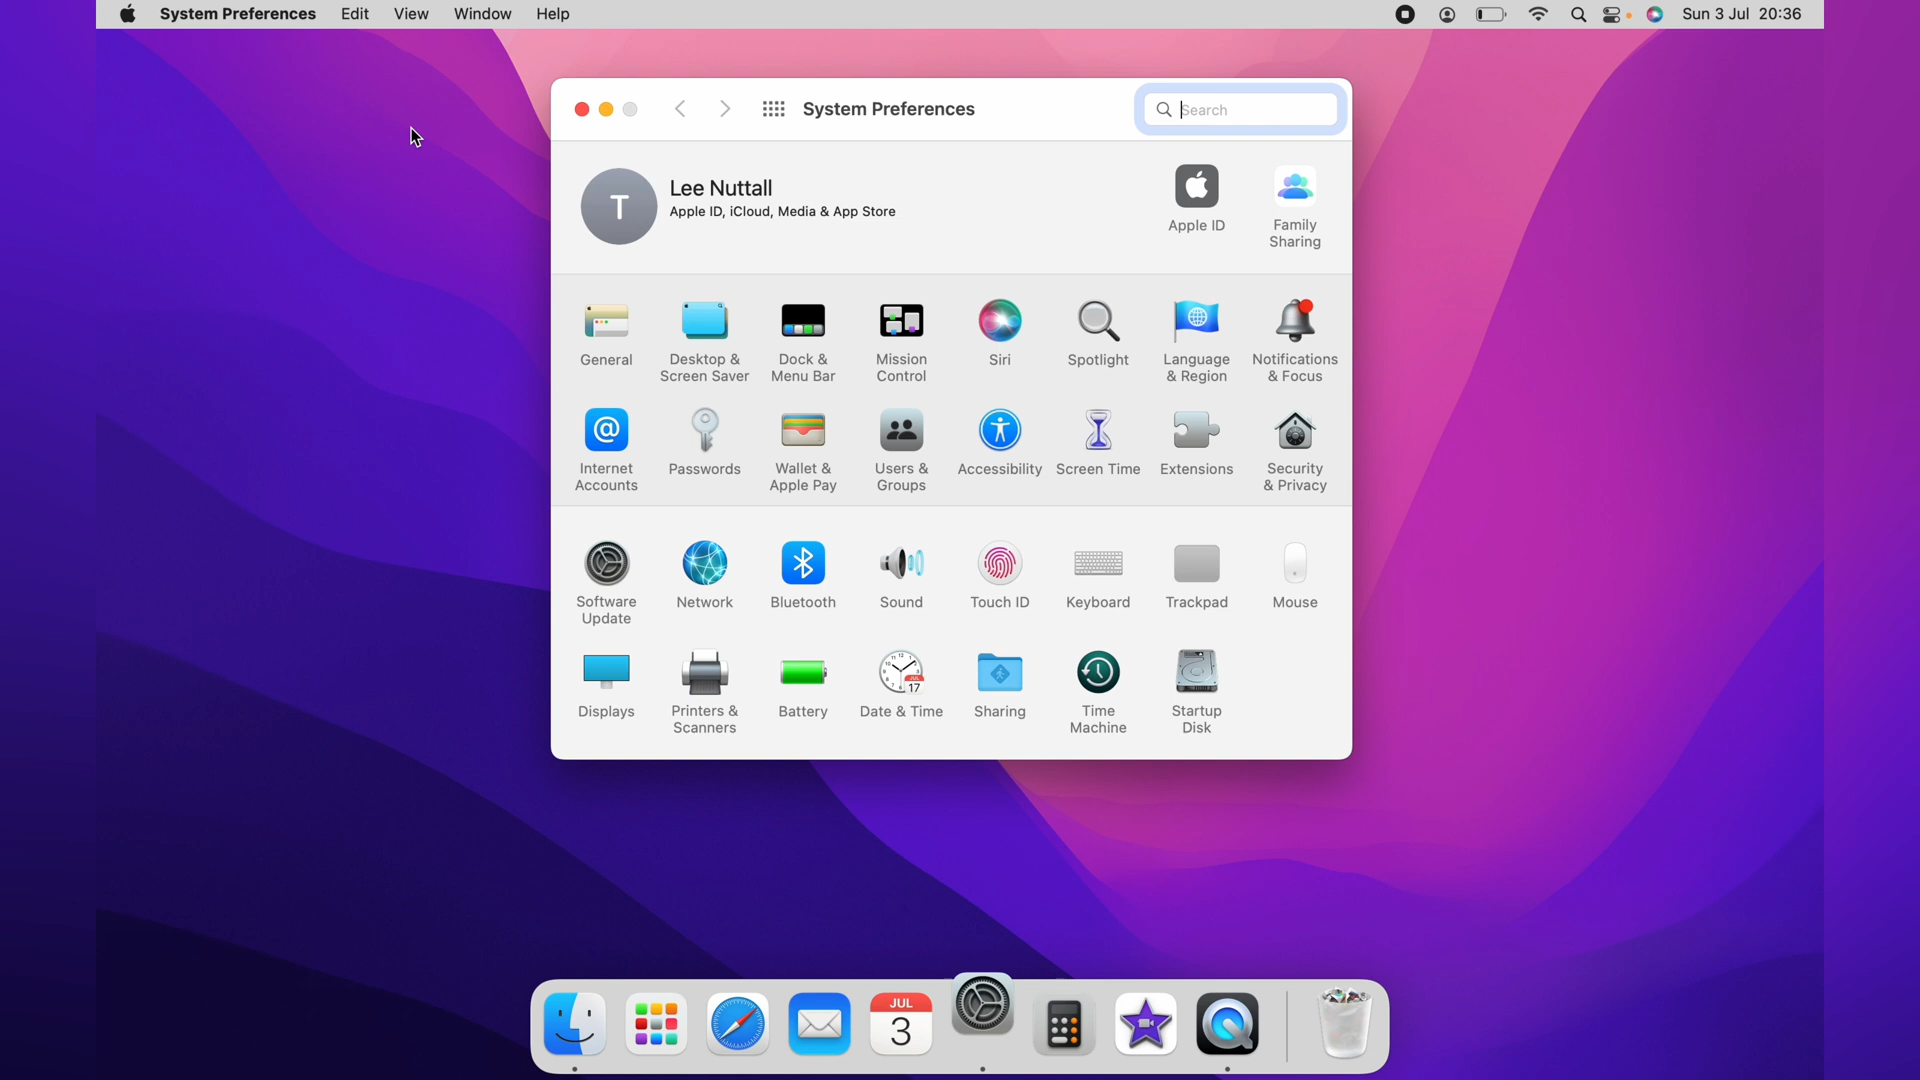 System Preferences Edit View Window Help Sun 3 Jul 20:36
System Preferences Search
T Lee Nuttall
Apple ID, iCloud, Media & App Store
Apple ID
Family
Sharing
General
Desktop &
Screen Saver
Dock &
Menu Bar
Mission
Control
Siri
Spotlight
Language
& Region
Notifications
& Focus
Internet
Accounts
Passwords
Wallet &
Apple Pay
Users &
Groups
Accessibility
Screen Time
Extensions
Security
& Privacy
Software
Update
Network
Bluetooth
Sound
Touch ID
Keyboard
Trackpad
Mouse
Displays
Printers &
Scanners
Battery
JUL
17
Date & Time
Sharing
Time
Machine
Startup
Disk
JUL
3